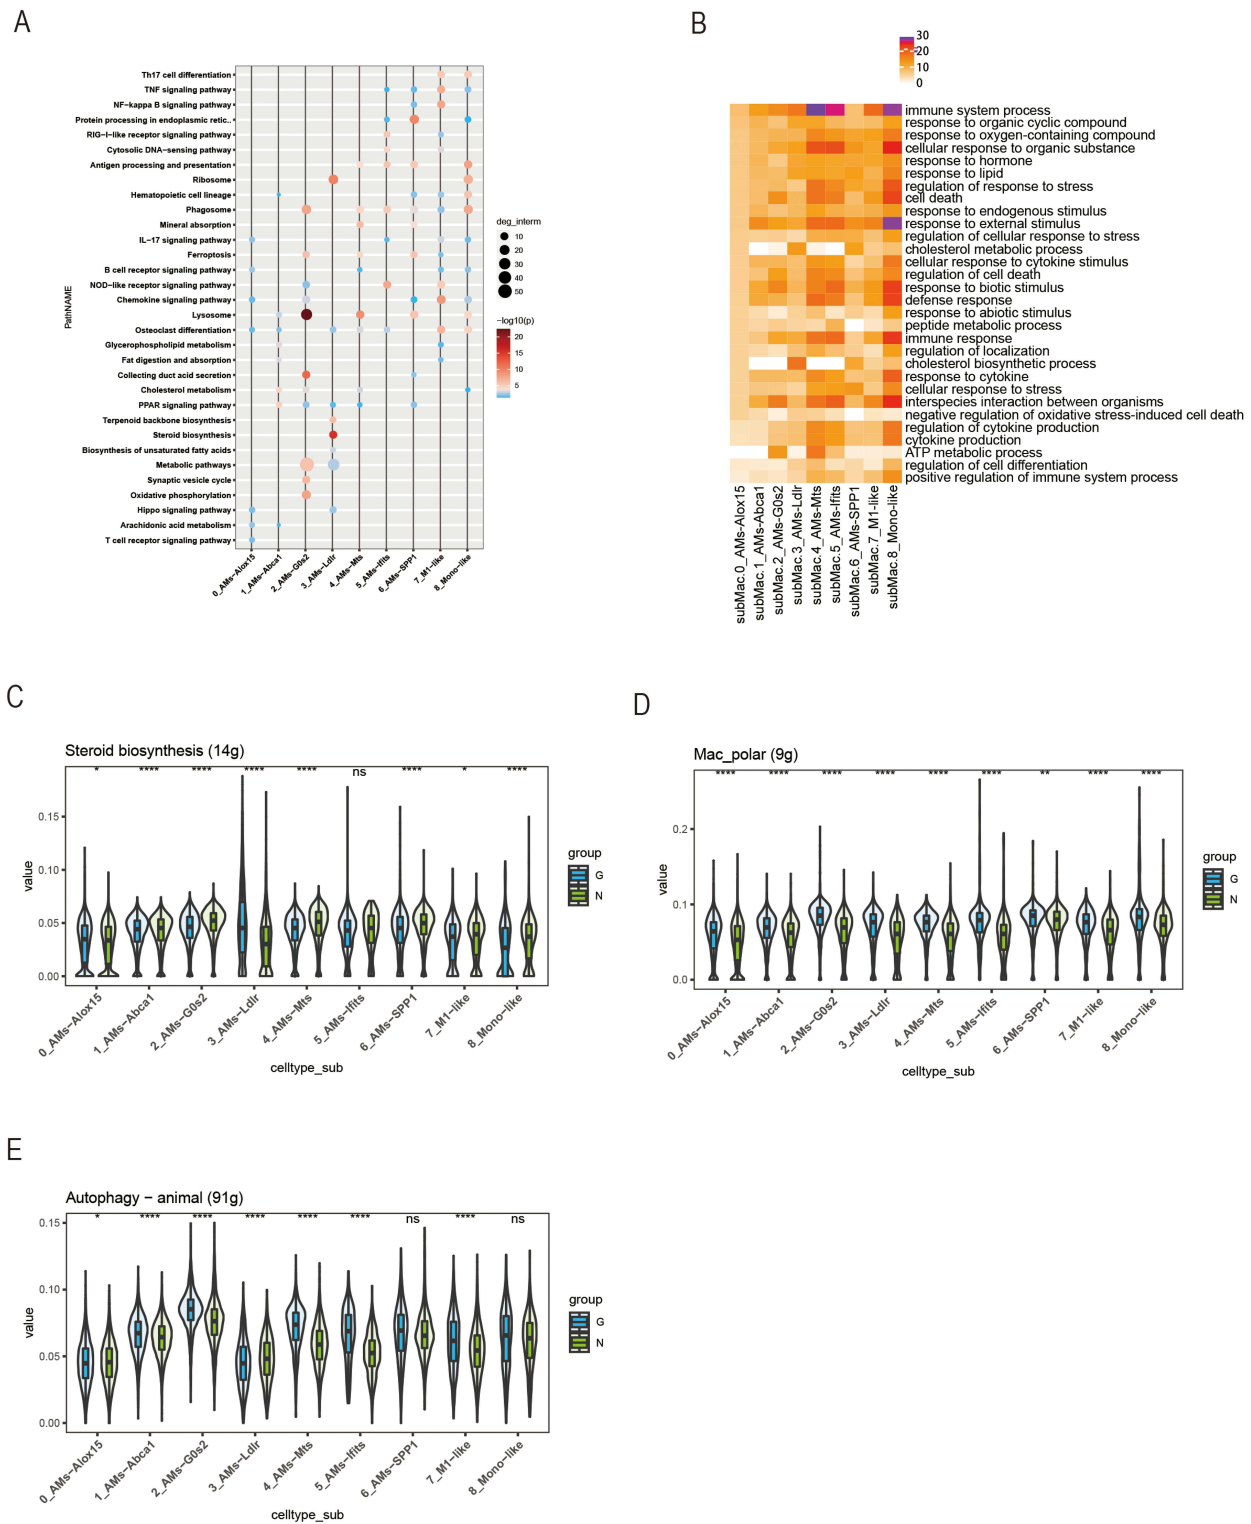 A
Th17 cell differentiation
TNF signaling pathway
NF-kappa B signaling pathway
Protein processing in endoplasmic retic..
RIG-I-like receptor signaling pathway
Cytosolic DNA-sensing pathway
Antigen processing and presentation
Ribosome
Hematopoietic cell lineage
Phagosome
Mineral absorption
IL-17 signaling pathway
Ferroptosis
B cell receptor signaling pathway
NOD-like receptor signaling pathway
Chemokine signaling pathway
Lysosome
Osteoclast differentiation
Glycerophospholipid metabolism
Fat digestion and absorption
Collecting duct acid secretion
Cholesterol metabolism
PPAR signaling pathway
Terpenoid backbone biosynthesis
Steroid biosynthesis
Biosynthesis of unsaturated fatty acids
Metabolic pathways
Synaptic vesicle cycle
Oxidative phosphorylation
Hippo signaling pathway
Arachidonic acid metabolism
T cell receptor signaling pathway
PathNAME
0_AMs-Alox15
1_AMs-Abca1
2_AMs-G0s2
3_AMs-Ldlr
4_AMs-Mts
5_AMs-Ifits
6_AMs-SPP1
7_M1-like
8_Mono-like
deg_interm
10
20
30
40
50
−log10(p)
20
15
10
5
B
30
20
10
0
immune system process
response to organic cyclic compound
response to oxygen-containing compound
cellular response to organic substance
response to hormone
response to lipid
regulation of response to stress
cell death
response to endogenous stimulus
response to external stimulus
regulation of cellular response to stress
cholesterol metabolic process
cellular response to cytokine stimulus
regulation of cell death
response to biotic stimulus
defense response
response to abiotic stimulus
peptide metabolic process
immune response
regulation of localization
cholesterol biosynthetic process
response to cytokine
cellular response to stress
interspecies interaction between organisms
negative regulation of oxidative stress-induced cell death
regulation of cytokine production
cytokine production
ATP metabolic process
regulation of cell differentiation
positive regulation of immune system process
subMac.0_AMs-Alox15
subMac.1_AMs-Abca1
subMac.2_AMs-G0s2
subMac.3_AMs-Ldlr
subMac.4_AMs-Mts
subMac.5_AMs-Ifits
subMac.6_AMs-SPP1
subMac.7_M1-like
subMac.8_Mono-like
C
Steroid biosynthesis (14g)
* **** **** **** **** ns **** * ****
0.15
0.10
0.05
0.00
value
0_AMs−Alox15
1_AMs−Abca1
2_AMs−G0s2
3_AMs−Ldlr
4_AMs−Mts
5_AMs−Ifits
6_AMs−SPP1
7_M1−like
8_Mono−like
celltype_sub
group
G
N
D
Mac_polar (9g)
**** **** **** **** **** **** ** **** ****
0.2
0.1
0.0
value
0_AMs−Alox15
1_AMs−Abca1
2_AMs−G0s2
3_AMs−Ldlr
4_AMs−Mts
5_AMs−Ifits
6_AMs−SPP1
7_M1−like
8_Mono−like
celltype_sub
group
G
N
E
Autophagy − animal (91g)
* **** **** **** **** **** ns **** ns
0.15
0.10
0.05
0.00
value
0_AMs−Alox15
1_AMs−Abca1
2_AMs−G0s2
3_AMs−Ldlr
4_AMs−Mts
5_AMs−Ifits
6_AMs−SPP1
7_M1−like
8_Mono−like
celltype_sub
group
G
N